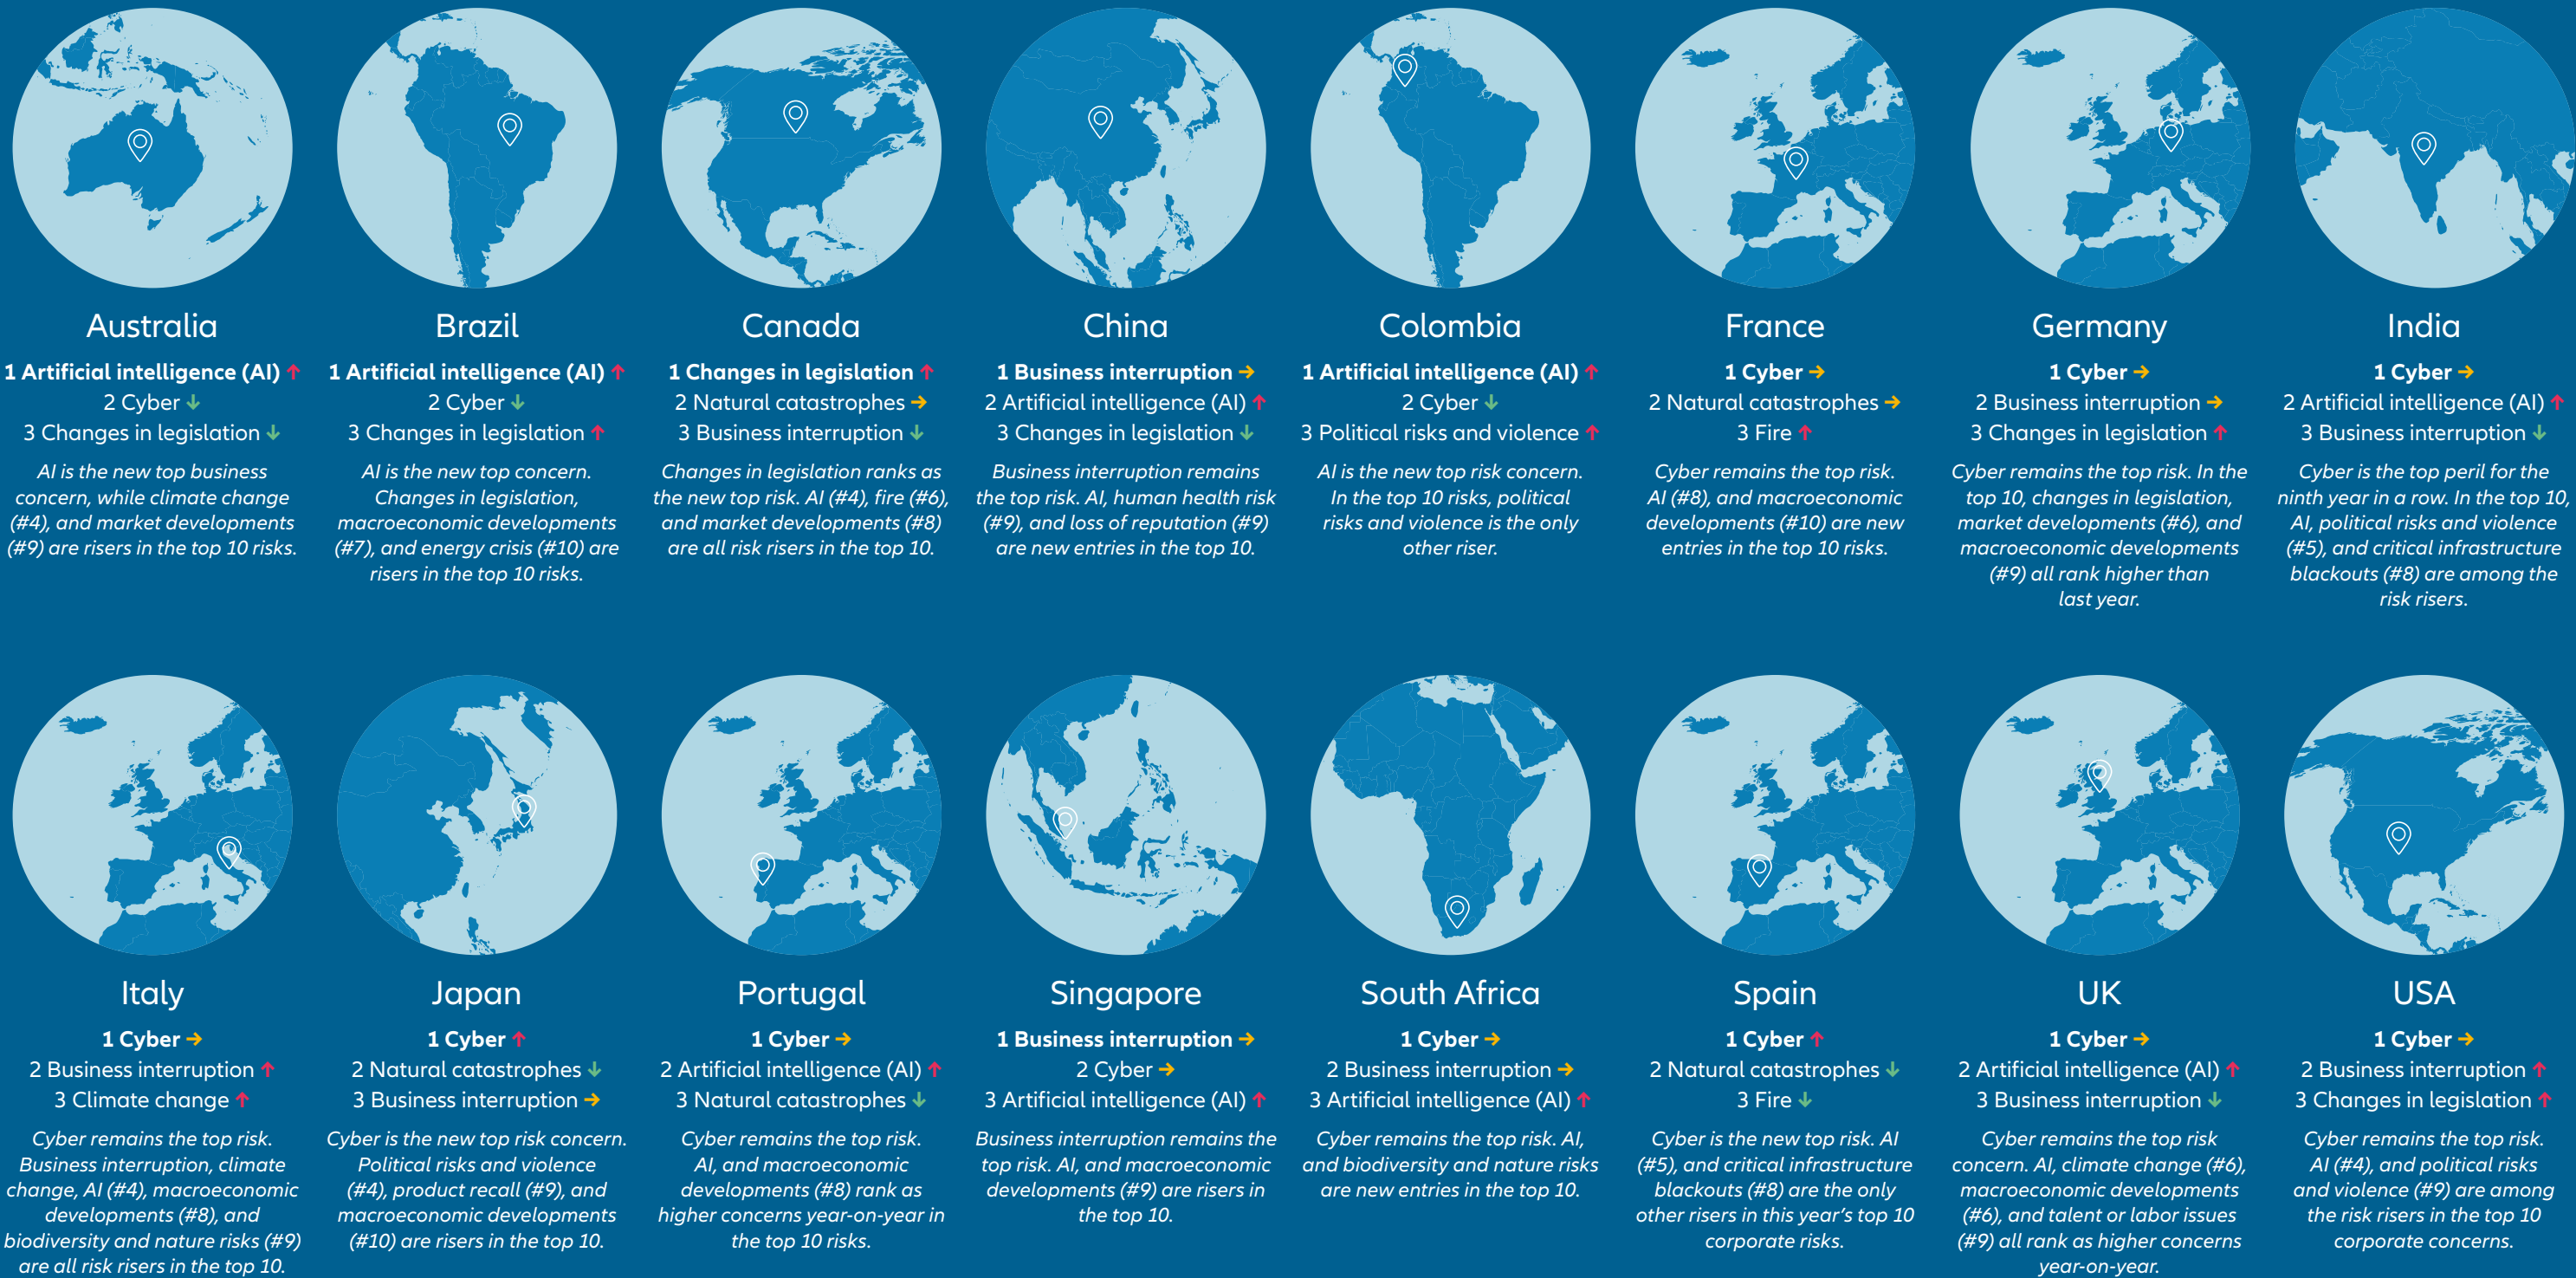 Australia
1 Artificial intelligence (AI) ↑
2 Cyber ↓
3 Changes in legislation ↓
AI is the new top business
concern, while climate change
(#4), and market developments
(#9) are risers in the top 10 risks.
Brazil
1 Artificial intelligence (AI) ↑
2 Cyber ↓
3 Changes in legislation ↑
AI is the new top concern.
Changes in legislation,
macroeconomic developments
(#7), and energy crisis (#10) are
risers in the top 10 risks.
Canada
1 Changes in legislation ↑
2 Natural catastrophes →
3 Business interruption ↓
Changes in legislation ranks as
the new top risk. AI (#4), fire (#6),
and market developments (#8)
are all risk risers in the top 10.
China
1 Business interruption →
2 Artificial intelligence (AI) ↑
3 Changes in legislation ↓
Business interruption remains
the top risk. AI, human health risk
(#9), and loss of reputation (#9)
are new entries in the top 10.
Colombia
1 Artificial intelligence (AI) ↑
2 Cyber ↓
3 Political risks and violence ↑
AI is the new top risk concern.
In the top 10 risks, political
risks and violence is the only
other riser.
France
1 Cyber →
2 Natural catastrophes →
3 Fire ↑
Cyber remains the top risk.
AI (#8), and macroeconomic
developments (#10) are new
entries in the top 10 risks.
Germany
1 Cyber →
2 Business interruption →
3 Changes in legislation ↑
Cyber remains the top risk. In the
top 10, changes in legislation,
market developments (#6), and
macroeconomic developments
(#9) all rank higher than
last year.
India
1 Cyber →
2 Artificial intelligence (AI) ↑
3 Business interruption ↓
Cyber is the top peril for the
ninth year in a row. In the top 10,
AI, political risks and violence
(#5), and critical infrastructure
blackouts (#8) are among the
risk risers.
Italy
1 Cyber →
2 Business interruption ↑
3 Climate change ↑
Cyber remains the top risk.
Business interruption, climate
change, AI (#4), macroeconomic
developments (#8), and
biodiversity and nature risks (#9)
are all risk risers in the top 10.
Japan
1 Cyber ↑
2 Natural catastrophes ↓
3 Business interruption →
Cyber is the new top risk concern.
Political risks and violence
(#4), product recall (#9), and
macroeconomic developments
(#10) are risers in the top 10.
Portugal
1 Cyber →
2 Artificial intelligence (AI) ↑
3 Natural catastrophes ↓
Cyber remains the top risk.
AI, and macroeconomic
developments (#8) rank as
higher concerns year-on-year in
the top 10 risks.
Singapore
1 Business interruption →
2 Cyber →
3 Artificial intelligence (AI) ↑
Business interruption remains the
top risk. AI, and macroeconomic
developments (#9) are risers in
the top 10.
South Africa
1 Cyber →
2 Business interruption →
3 Artificial intelligence (AI) ↑
Cyber remains the top risk. AI,
and biodiversity and nature risks
are new entries in the top 10.
Spain
1 Cyber ↑
2 Natural catastrophes ↓
3 Fire ↓
Cyber is the new top risk. AI
(#5), and critical infrastructure
blackouts (#8) are the only
other risers in this year's top 10
corporate risks.
UK
1 Cyber →
2 Artificial intelligence (AI) ↑
3 Business interruption ↓
Cyber remains the top risk
concern. AI, climate change (#6),
macroeconomic developments
(#6), and talent or labor issues
(#9) all rank as higher concerns
year-on-year.
USA
1 Cyber →
2 Business interruption ↑
3 Changes in legislation ↑
Cyber remains the top risk.
AI (#4), and political risks
and violence (#9) are among
the risk risers in the top 10
corporate concerns.